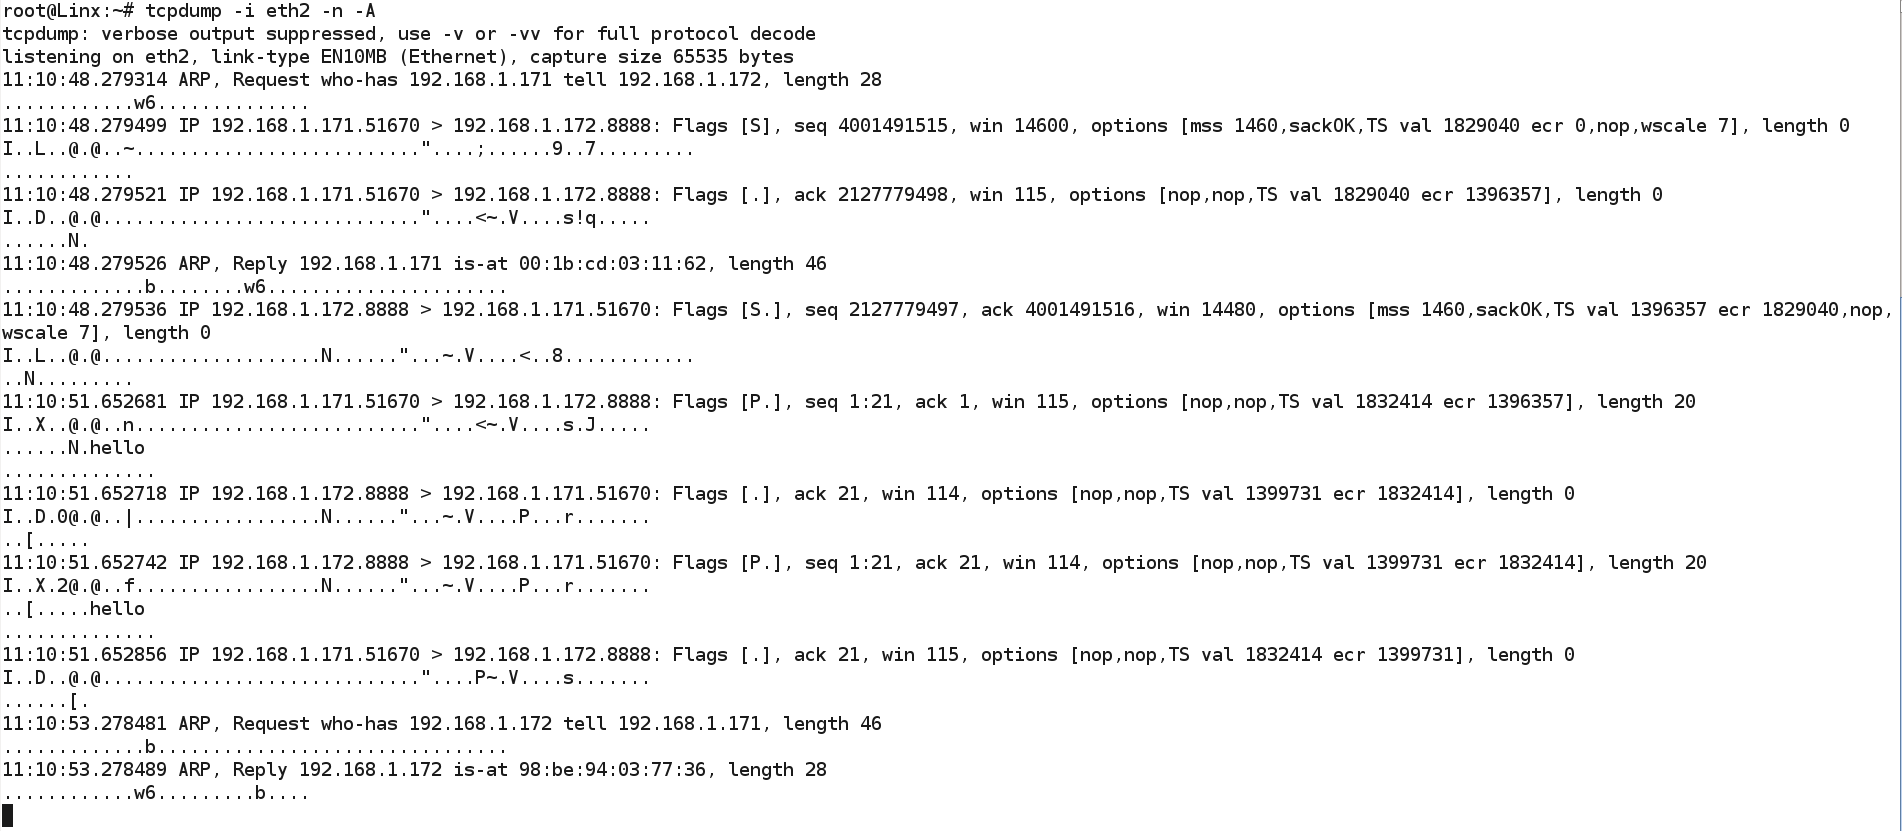 root@Linx:~# tcpdump -i eth2 -n -A
tcpdump: verbose output suppressed, use -v or -vv for full protocol decode
listening on eth2, link-type EN10MB (Ethernet), capture size 65535 bytes
11:10:48.279314 ARP, Request who-has 192.168.1.171 tell 192.168.1.172, length 28
............w6..............
11:10:48.279499 IP 192.168.1.171.51670 > 192.168.1.172.8888: Flags [S], seq 4001491515, win 14600, options [mss 1460,sackOK,TS val 1829040 ecr 0,nop,wscale 7], length 0
I..L..@.@..~.........................."....;......9..7.........
............
11:10:48.279521 IP 192.168.1.171.51670 > 192.168.1.172.8888: Flags [.], ack 2127779498, win 115, options [nop,nop,TS val 1829040 ecr 1396357], length 0
I..D..@.@............................."....<~.V....s!q.....
......N.
11:10:48.279526 ARP, Reply 192.168.1.171 is-at 00:1b:cd:03:11:62, length 46
.............b........w6......................
11:10:48.279536 IP 192.168.1.172.8888 > 192.168.1.171.51670: Flags [S.], seq 2127779497, ack 4001491516, win 14480, options [mss 1460,sackOK,TS val 1396357 ecr 1829040,nop,
wscale 7], length 0
I..L..@.@....................N......"...~.V....<..8............
..N.........
11:10:51.652681 IP 192.168.1.171.51670 > 192.168.1.172.8888: Flags [P.], seq 1:21, ack 1, win 115, options [nop,nop,TS val 1832414 ecr 1396357], length 20
I..X..@.@..n.........................."....<~.V....s.J.....
......N.hello
..............
11:10:51.652718 IP 192.168.1.172.8888 > 192.168.1.171.51670: Flags [.], ack 21, win 114, options [nop,nop,TS val 1399731 ecr 1832414], length 0
I..D.0@.@..|.................N......"...~.V....P...r.......
..[.....
11:10:51.652742 IP 192.168.1.172.8888 > 192.168.1.171.51670: Flags [P.], seq 1:21, ack 21, win 114, options [nop,nop,TS val 1399731 ecr 1832414], length 20
I..X.2@.@..f.................N......"...~.V....P...r.......
..[.....hello
..............
11:10:51.652856 IP 192.168.1.171.51670 > 192.168.1.172.8888: Flags [.], ack 21, win 115, options [nop,nop,TS val 1832414 ecr 1399731], length 0
I..D..@.@............................."....P~.V....s.......
......[.
11:10:53.278481 ARP, Request who-has 192.168.1.172 tell 192.168.1.171, length 46
.............b................................
11:10:53.278489 ARP, Reply 192.168.1.172 is-at 98:be:94:03:77:36, length 28
............w6.........b....